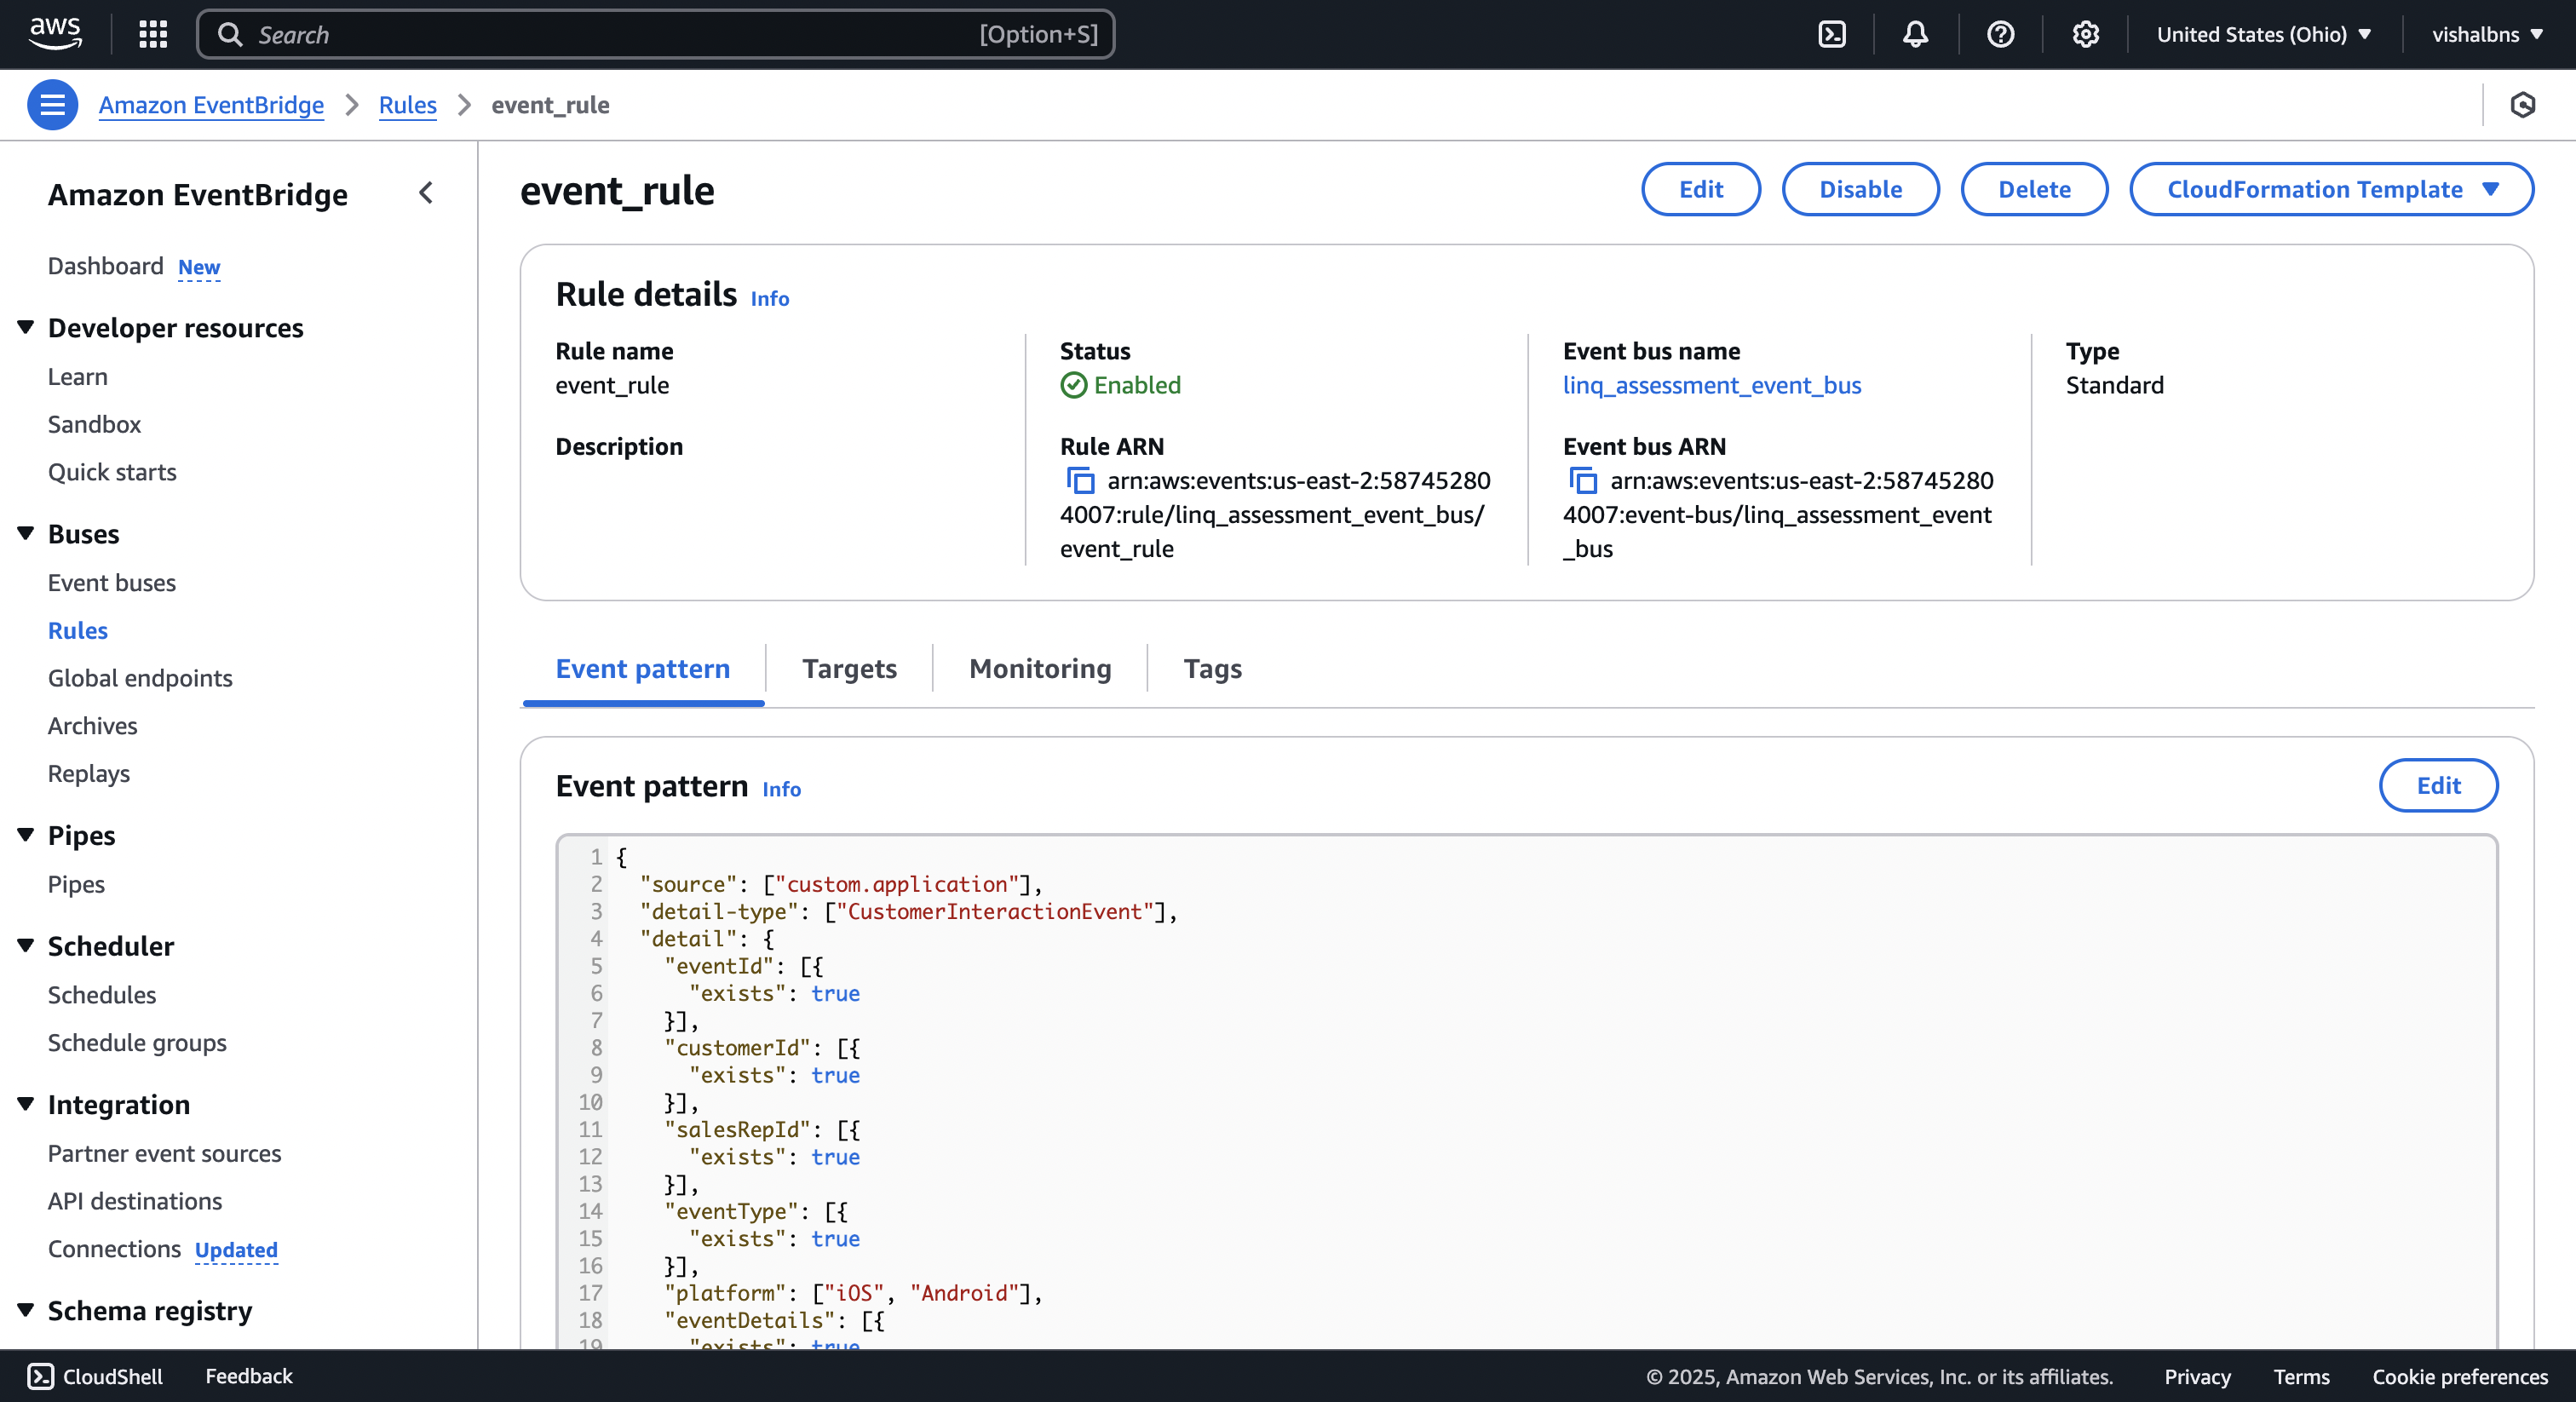 aws
Search
[Option+S]
United States (Ohio)
vishalbns
Amazon EventBridge
Rules
event_rule
Amazon EventBridge
Dashboard New
Developer resources
Learn
Sandbox
Quick starts
Buses
Event buses
Rules
Global endpoints
Archives
Replays
Pipes
Pipes
Scheduler
Schedules
Schedule groups
Integration
Partner event sources
API destinations
Connections Updated
Schema registry
event_rule
Edit
Disable
Delete
CloudFormation Template
Rule details Info
Rule name
event_rule
Description
Status
Enabled
Rule ARN
arn:aws:events:us-east-2:58745280
4007:rule/linq_assessment_event_bus/
event_rule
Event bus name
linq_assessment_event_bus
Event bus ARN
arn:aws:events:us-east-2:58745280
4007:event-bus/linq_assessment_event
_bus
Type
Standard
Event pattern
Targets
Monitoring
Tags
Event pattern Info
Edit
1 {
2 "source": ["custom.application"],
3 "detail-type": ["CustomerInteractionEvent"],
4 "detail": {
5 "eventId": [{
6 "exists": true
7 }],
8 "customerId": [{
9 "exists": true
10 }],
11 "salesRepId": [{
12 "exists": true
13 }],
14 "eventType": [{
15 "exists": true
16 }],
17 "platform": ["iOS", "Android"],
18 "eventDetails": [{
19 "exists": true
CloudShell
Feedback
© 2025, Amazon Web Services, Inc. or its affiliates.
Privacy
Terms
Cookie preferences